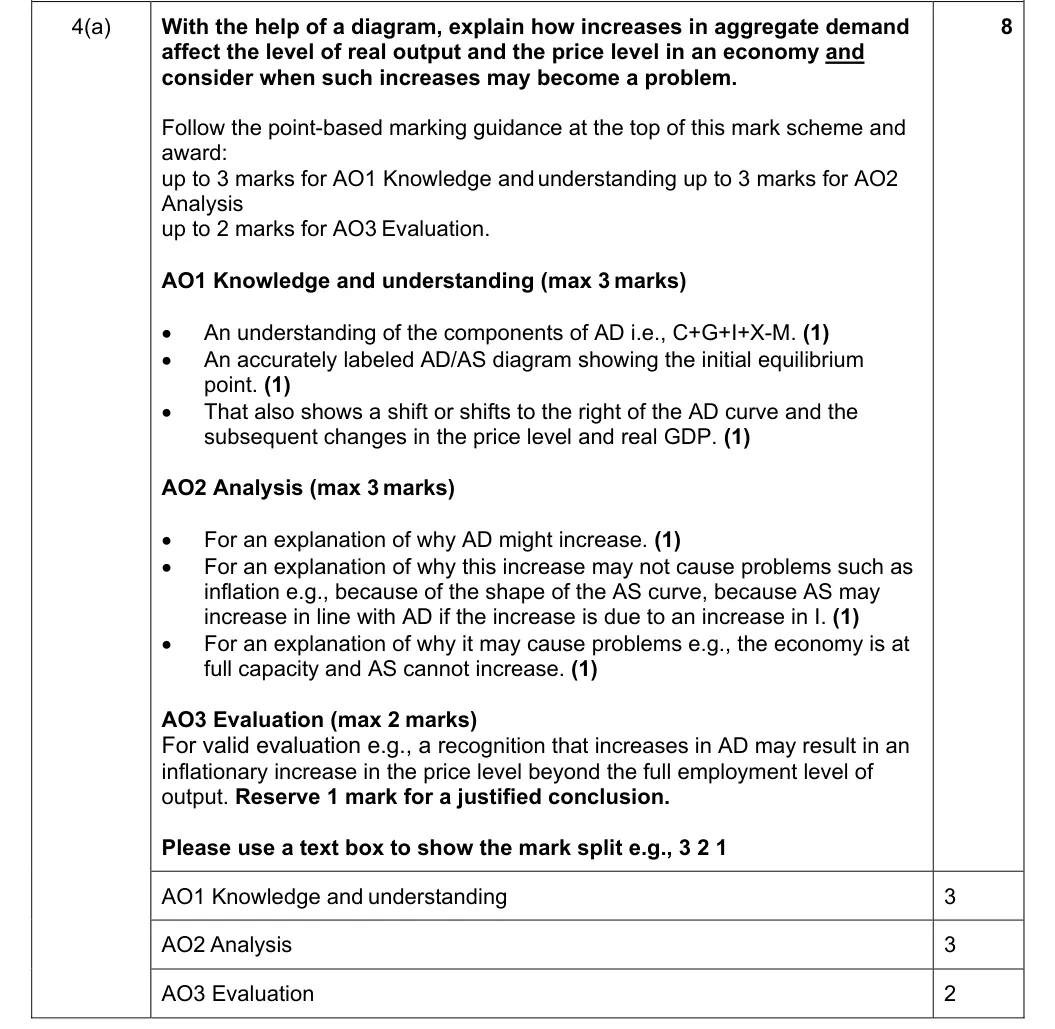 4(a) With the help of a diagram, explain how increases in aggregate demand 8
affect the level of real output and the price level in an economy and
consider when such increases may become a problem.
Follow the point-based marking guidance at the top of this mark scheme and
award:
up to 3 marks for AO1 Knowledge and understanding up to 3 marks for AO2
Analysis
up to 2 marks for AO3 Evaluation.
AO1 Knowledge and understanding (max 3 marks)
• An understanding of the components of AD i.e., C+G+I+X-M. (1)
• An accurately labeled AD/AS diagram showing the initial equilibrium
point. (1)
• That also shows a shift or shifts to the right of the AD curve and the
subsequent changes in the price level and real GDP. (1)
AO2 Analysis (max 3 marks)
• For an explanation of why AD might increase. (1)
• For an explanation of why this increase may not cause problems such as
inflation e.g., because of the shape of the AS curve, because AS may
increase in line with AD if the increase is due to an increase in I. (1)
• For an explanation of why it may cause problems e.g., the economy is at
full capacity and AS cannot increase. (1)
AO3 Evaluation (max 2 marks)
For valid evaluation e.g., a recognition that increases in AD may result in an
inflationary increase in the price level beyond the full employment level of
output. Reserve 1 mark for a justified conclusion.
Please use a text box to show the mark split e.g., 3 2 1
AO1 Knowledge and understanding 3
AO2 Analysis 3
AO3 Evaluation 2